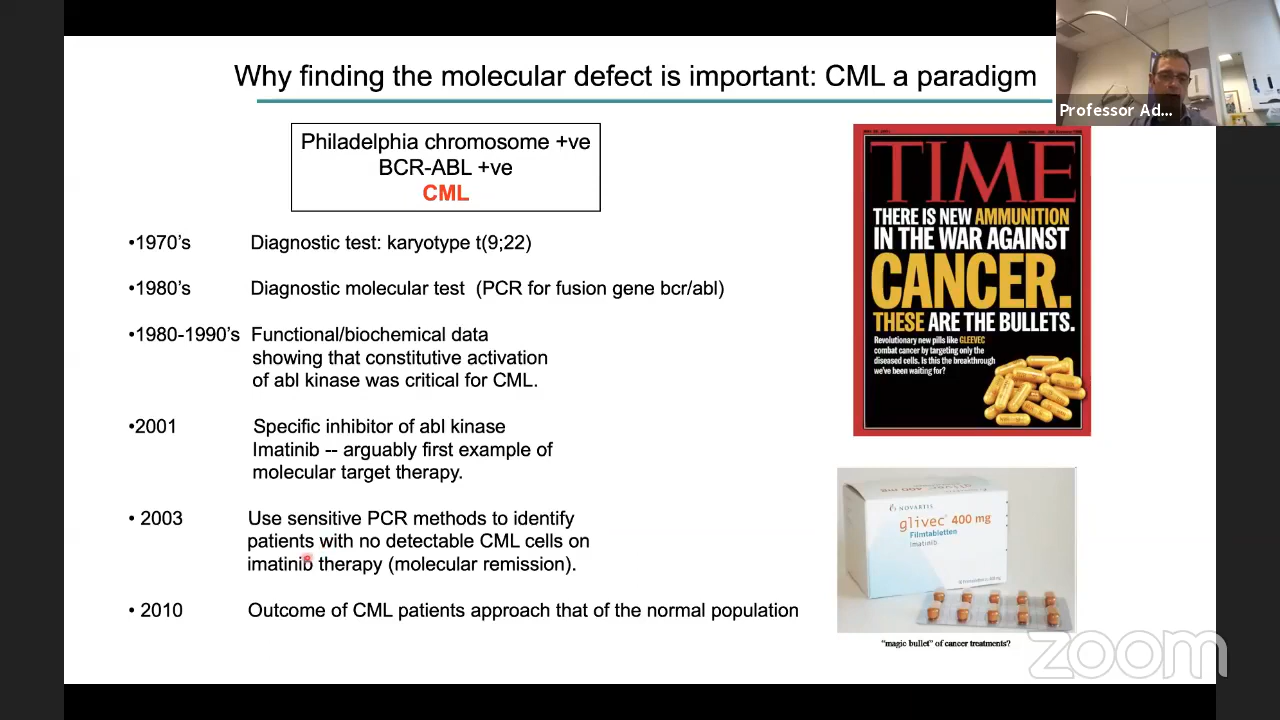 Why finding the molecular defect is important: CML a paradigm
Professor Ad...
Philadelphia chromosome +ve
BCR-ABL +ve
CML
•1970’s Diagnostic test: karyotype t(9;22)
•1980’s Diagnostic molecular test (PCR for fusion gene bcr/abl)
•1980-1990’s Functional/biochemical data
showing that constitutive activation
of abl kinase was critical for CML.
•2001 Specific inhibitor of abl kinase
Imatinib -- arguably first example of
molecular target therapy.
• 2003 Use sensitive PCR methods to identify
patients with no detectable CML cells on
imatinib therapy (molecular remission).
• 2010 Outcome of CML patients approach that of the normal population
TIME
THERE IS NEW AMMUNITION
IN THE WAR AGAINST
CANCER.
THESE ARE THE BULLETS.
Revolutionary new pills like GLEEVEC
combat cancer by targeting only the
diseased cells. Is this the breakthrough
we've been waiting for?
NOVARTIS
glivec 400 mg
Filmtabletten
imatinib
"magic bullet" of cancer treatments?
zoom